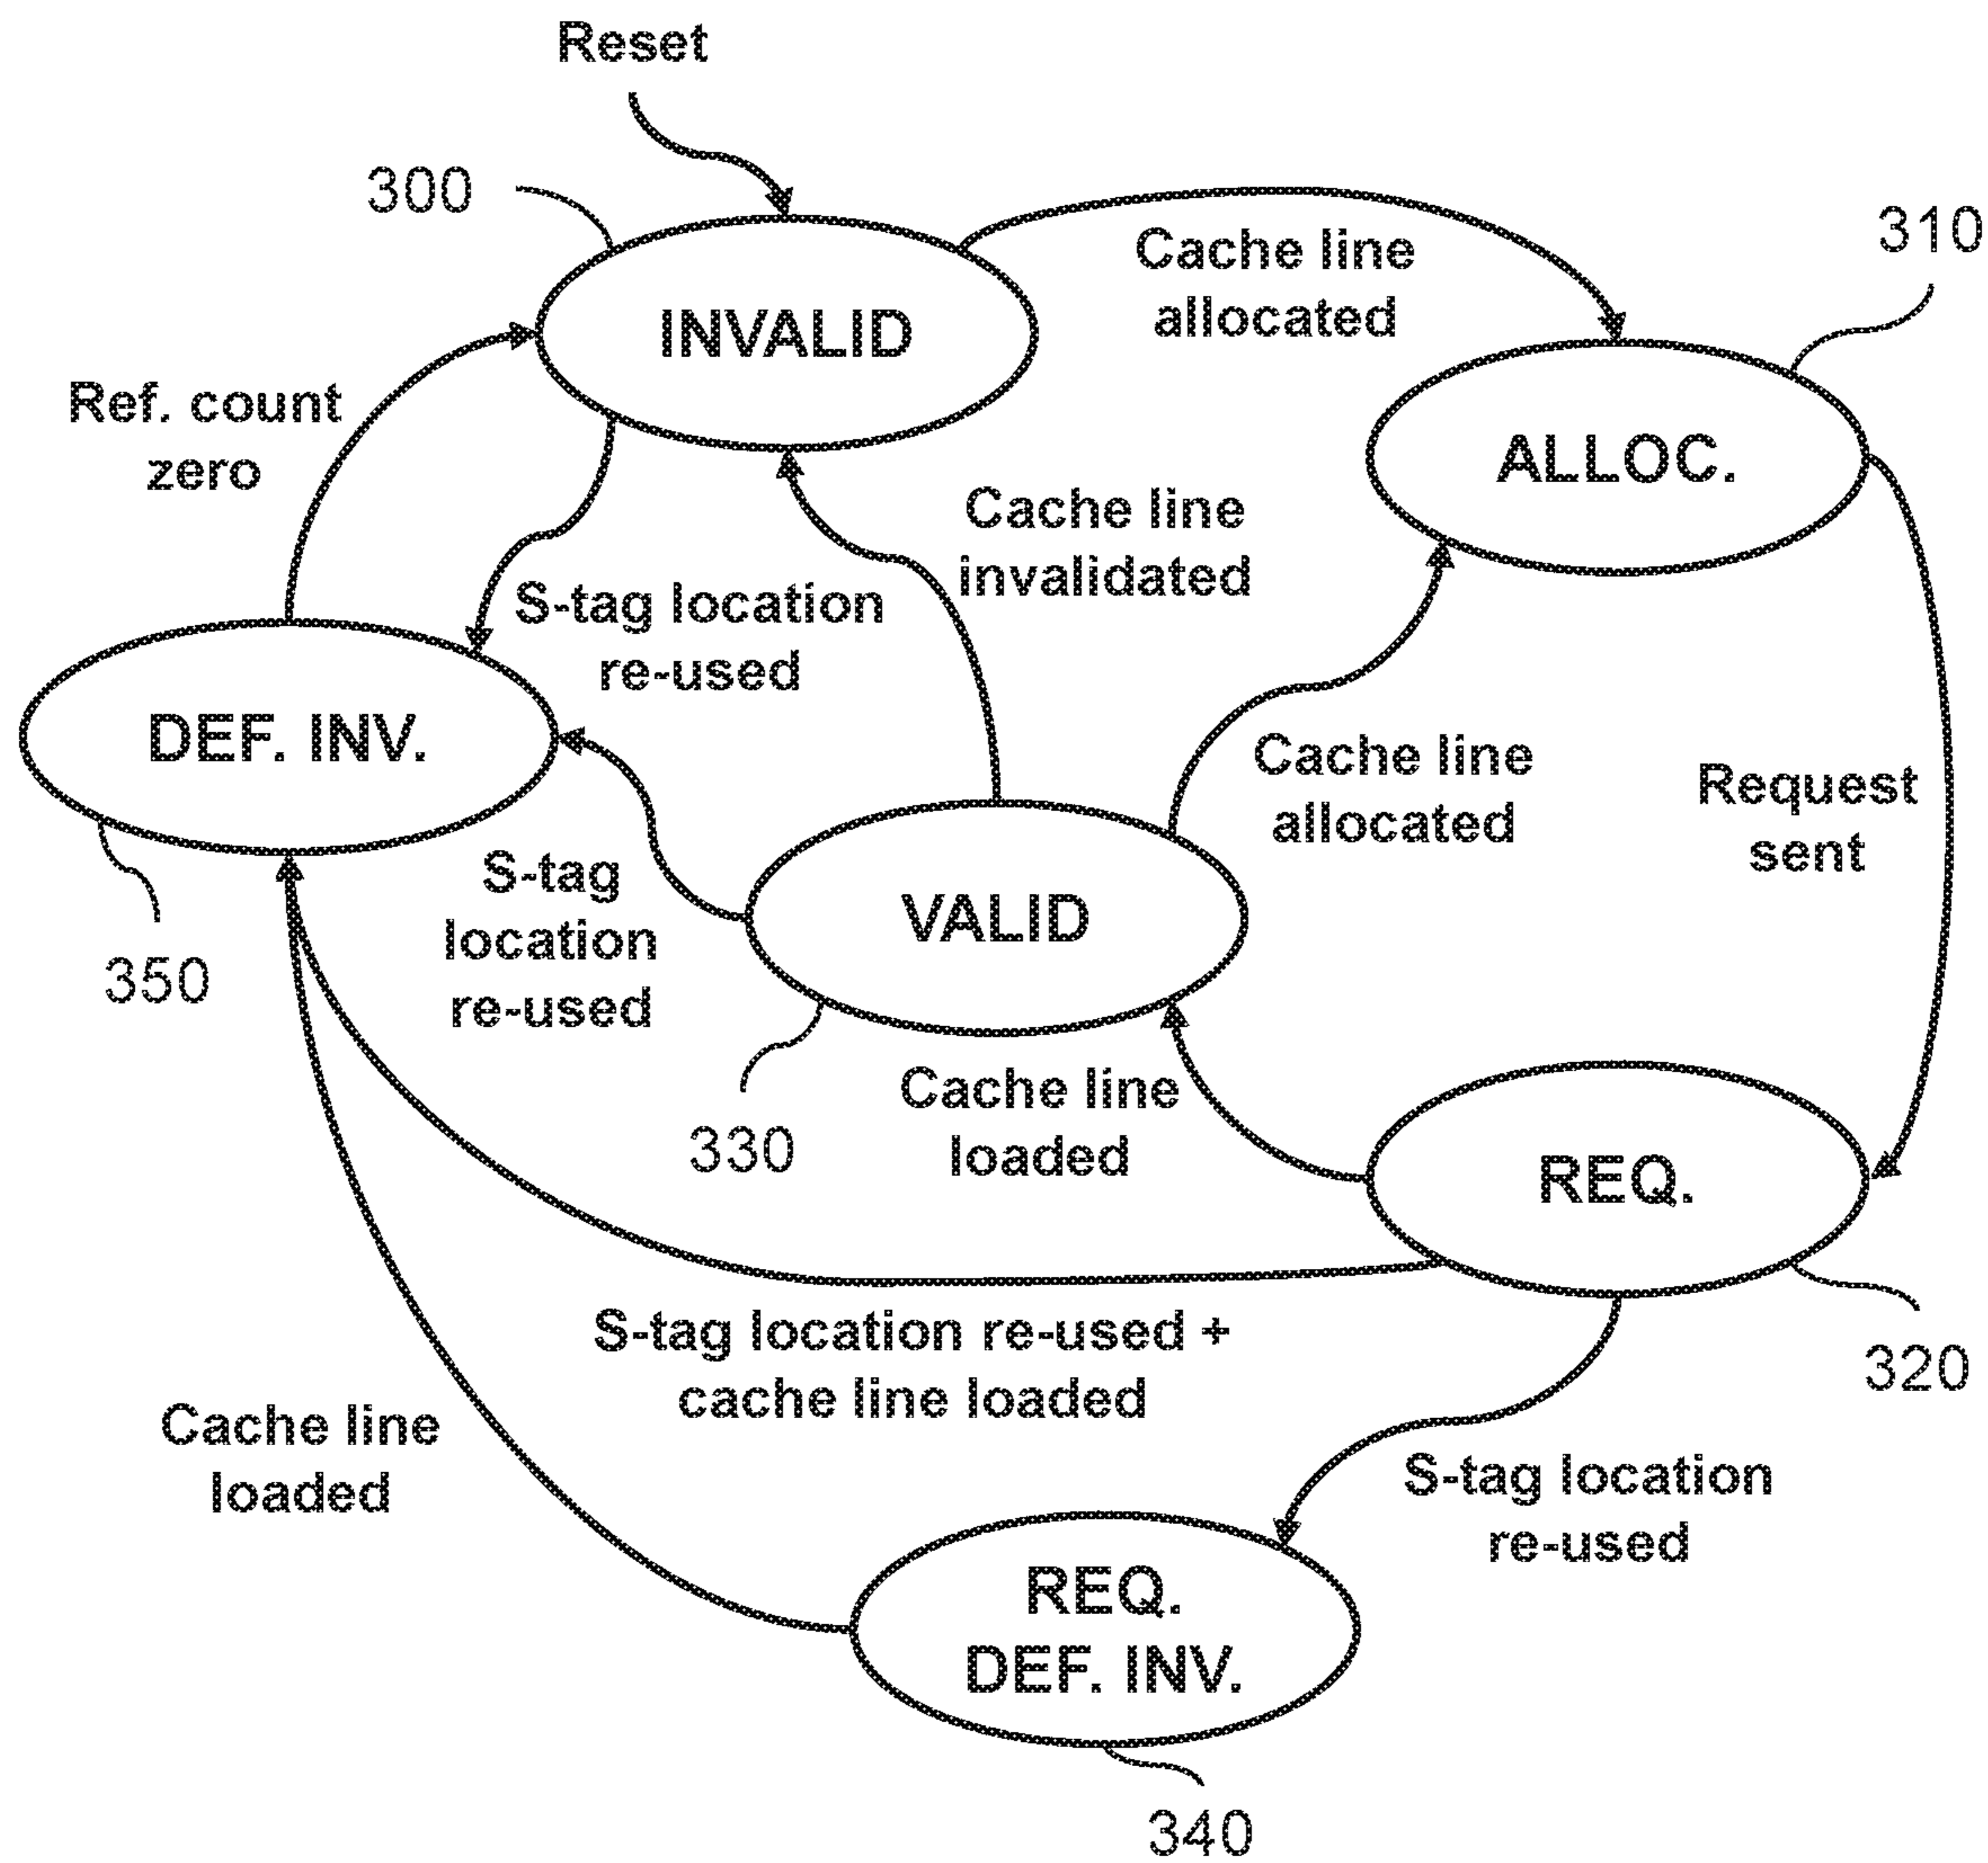 Reset
300
310
Cache line
allocated
INVALID
Ref. count
zero
ALLOC.
Cache line
invalidated
S-tag location
re-used
DEF. INV.
Cache line
allocated
Request
sent
S-tag
location
re-used
VALID
350
330
Cache line
loaded
REQ.
S-tag location re-used +
cache line loaded
320
Cache line
loaded
S-tag location
re-used
REQ.
DEF. INV.
340